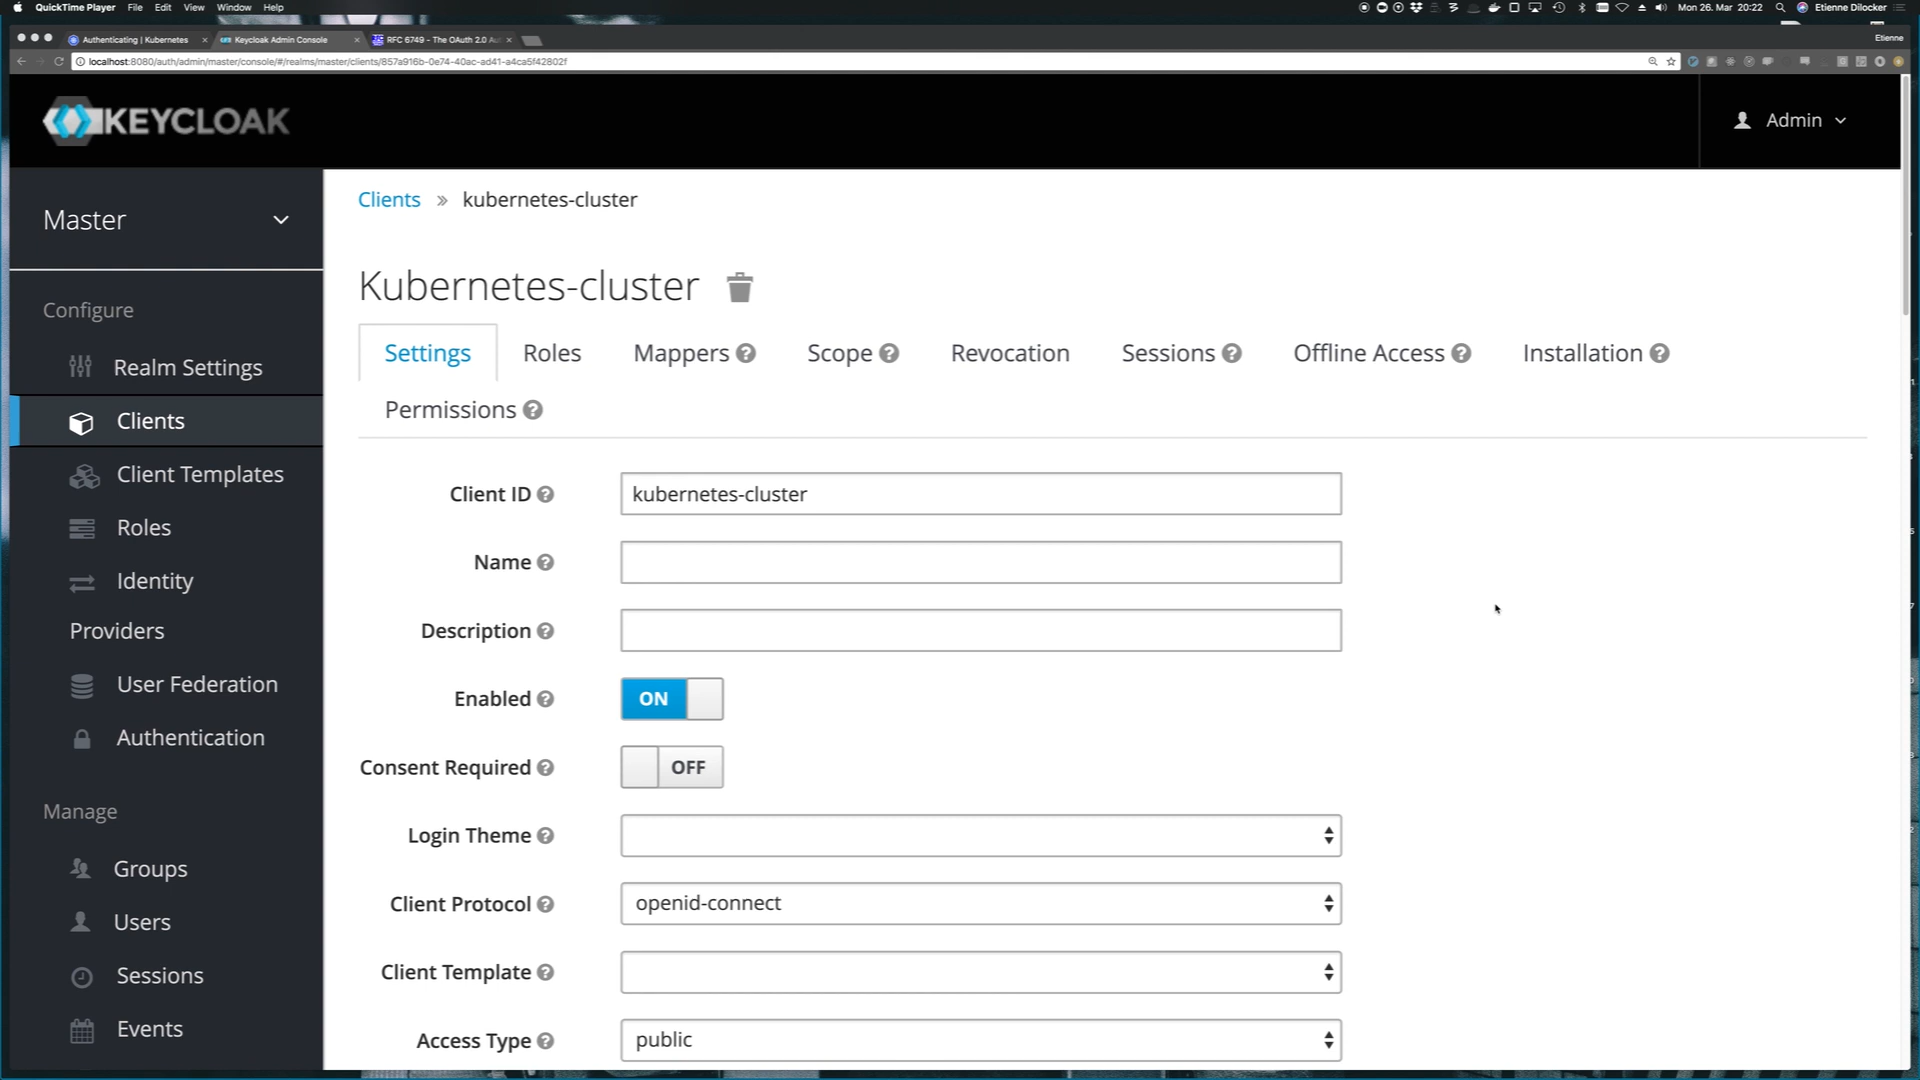 QuickTime Player File Edit View Window Help
Mon 26. Mar 20:22 Etienne Dilocker
Authenticating | Kubernetes
Keycloak Admin Console
RFC 6749 - The OAuth 2.0 Au
Etienne
localhost:8080/auth/admin/master/console/#/realms/master/clients/857a916b-0e74-40ac-ad41-a4ca5f42802f
KEYCLOAK
Admin
Master
Configure
Realm Settings
Clients
Client Templates
Roles
Identity
Providers
User Federation
Authentication
Manage
Groups
Users
Sessions
Events
Clients » kubernetes-cluster
Kubernetes-cluster
Settings Roles Mappers Scope Revocation Sessions Offline Access Installation
Permissions
Client ID kubernetes-cluster
Name
Description
Enabled ON
Consent Required OFF
Login Theme
Client Protocol openid-connect
Client Template
Access Type public